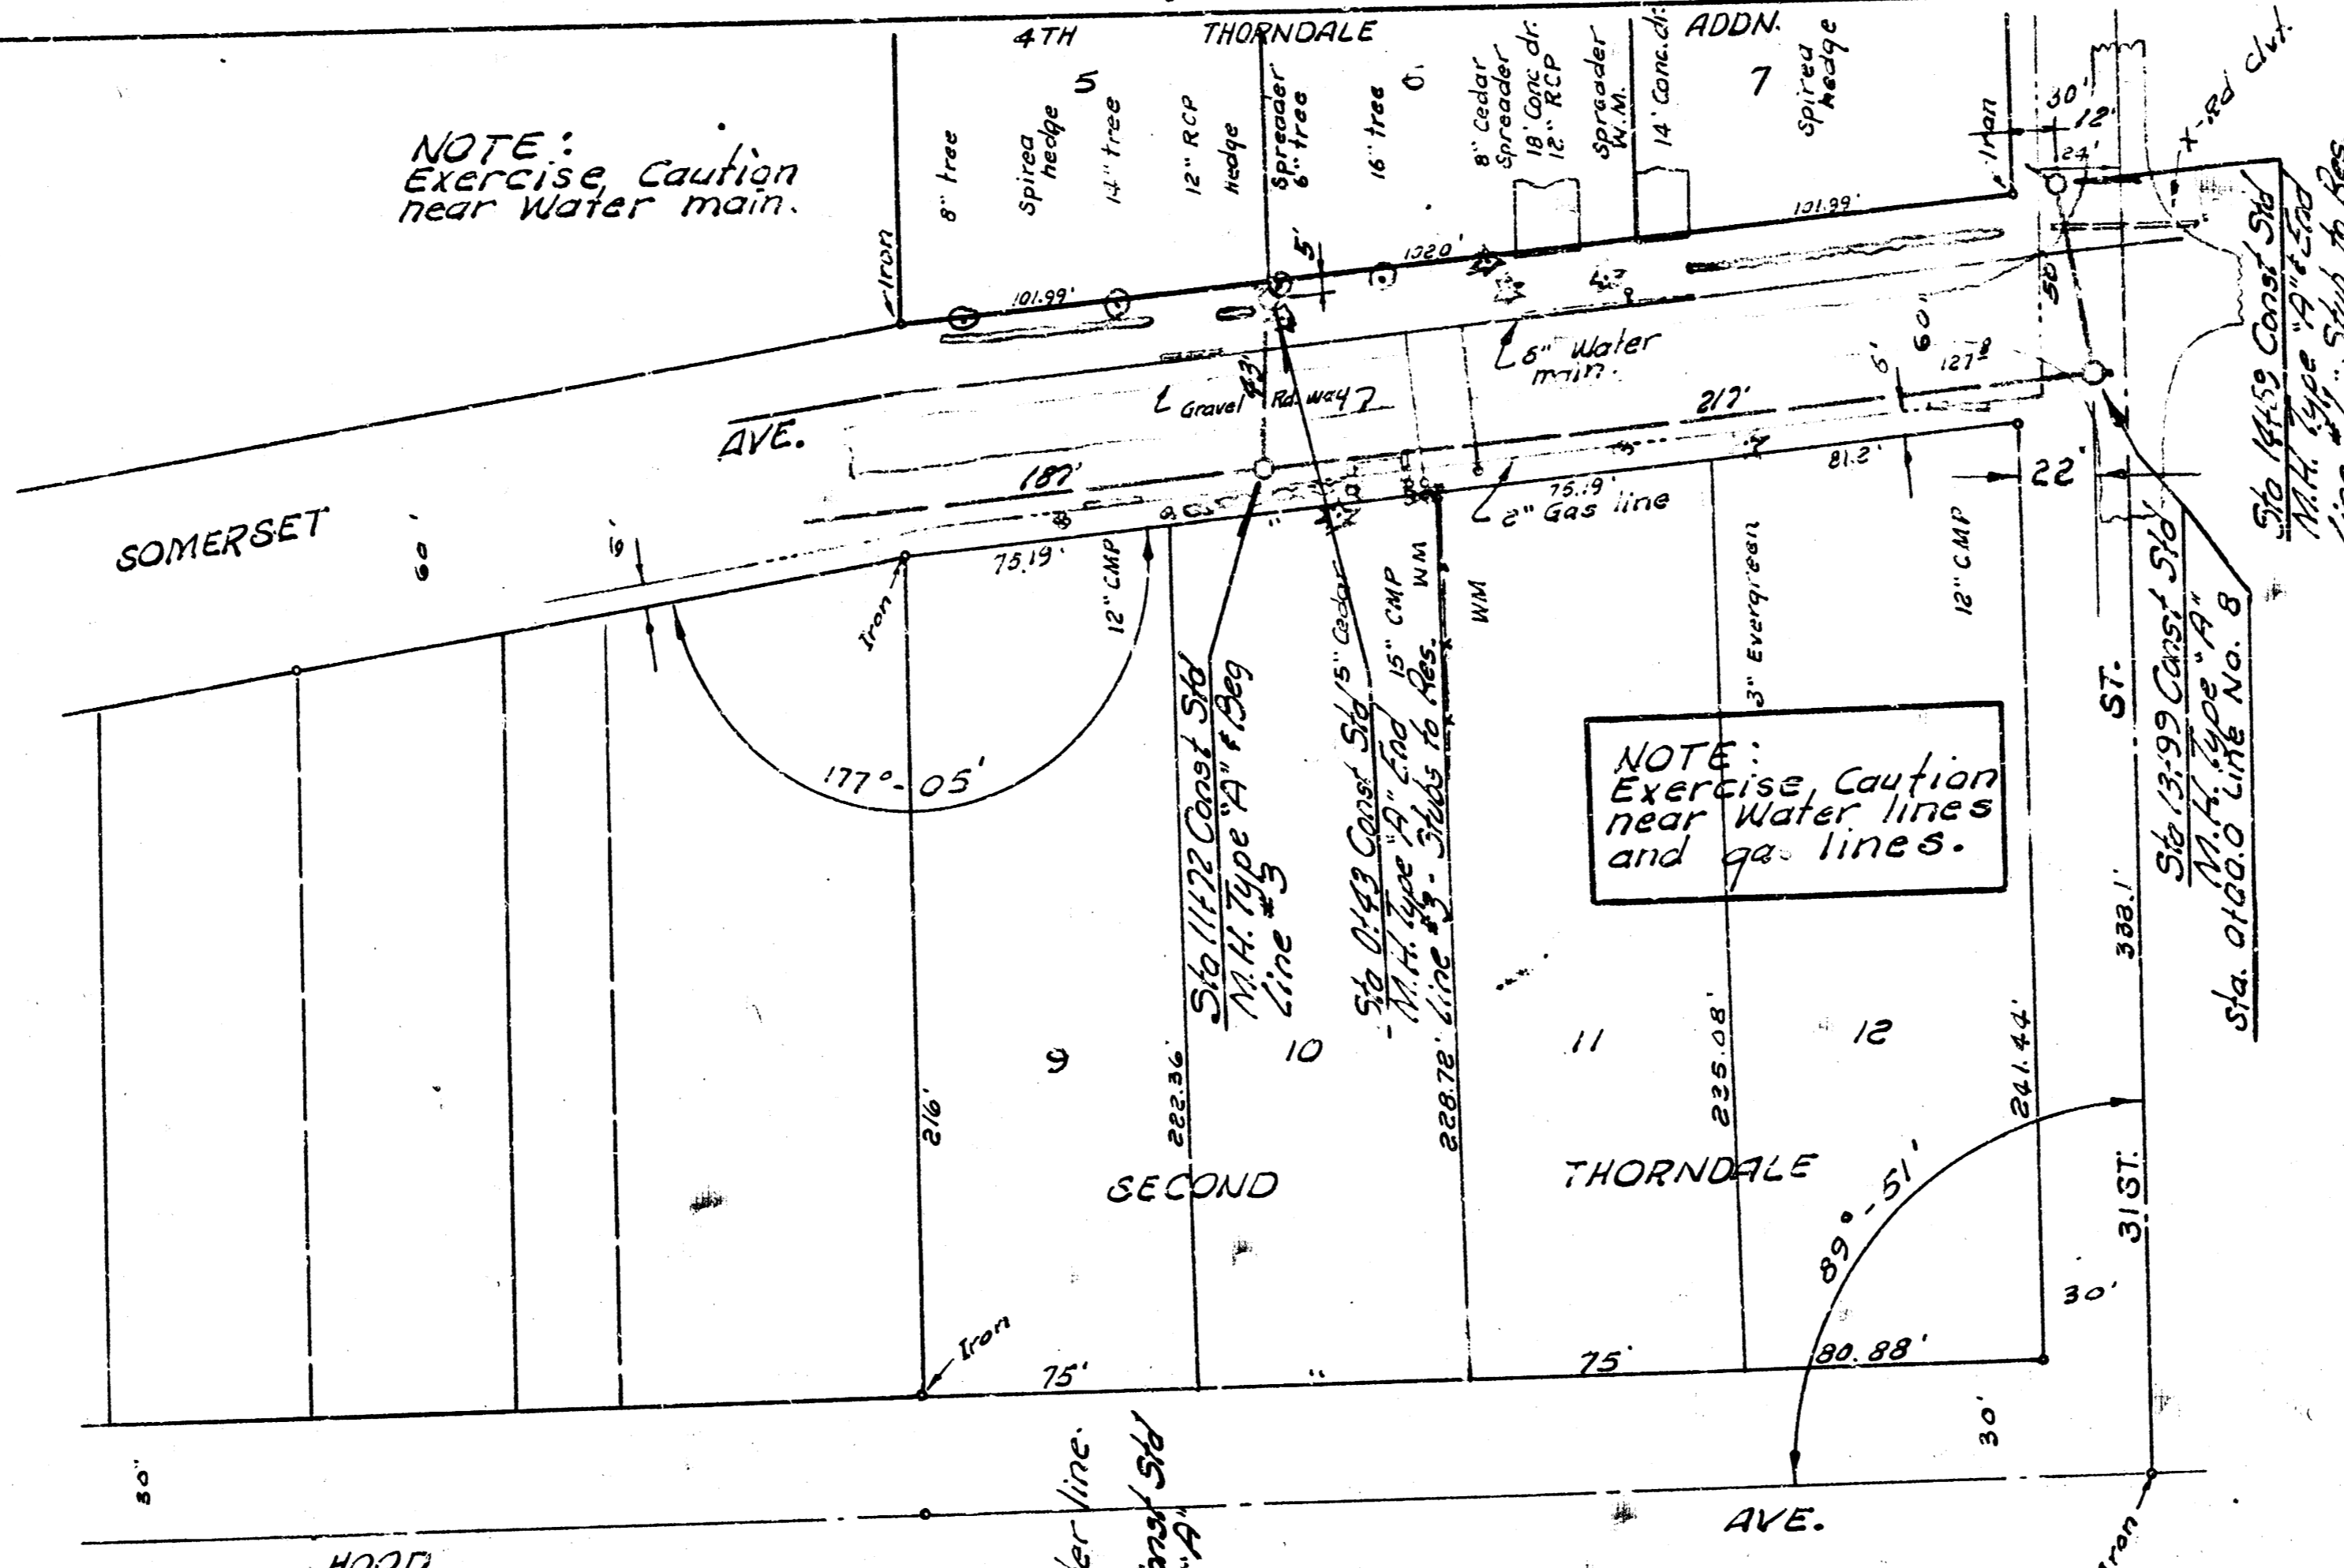 4TH THORNDALE ADDN.
5
7
NOTE:
Exercise Caution
near Water main.
8" tree
Spirea
hedge
14" tree
12" RCP
Hedge
Spreader
6" tree
16" tree
8" Cedar
Spreader
18' Conc dr.
12" RCP
Spreader
W.M.
14' Conc. dr.
Spirea
hedge
Iron
30'
12'
24'
Iron
101.99'
5'
101.99'
50'
Sta 14+59 Const Std
M.H. Type "A" & End
6" Water
main.
60"
6'
127.8
43'
Gravel Rd. way
217'
AVE.
187'
SOMERSET
60'
75.19'
2" Gas line
81.2'
22'
75.19'
"
12" CMP
Iron
15" Cedar
15" CMP
WM
WM
3" Evergreen
12" CMP
177°-05'
Sta 11+72 Const Std
M.H. Type "A" & Beg
Line #3
Sta 0+43 Const Std
M.H. Type "A" End
Line #3 - Stubs to Res.
NOTE:
Exercise Caution
near Water lines
and lines.
ST.
Sta 13+99 Const Std
M.H. Type "A"
Sta. 0+00.0 Line No. 8
338.1'
9
10
11
12
216'
222.36'
228.72'
235.08'
241.44'
SECOND THORNDALE
89°-51'
31 ST.
30'
Iron
75'
"
75'
80.88'
30'
30"
line.
Std
"A"
AVE.
Iron
HOOD